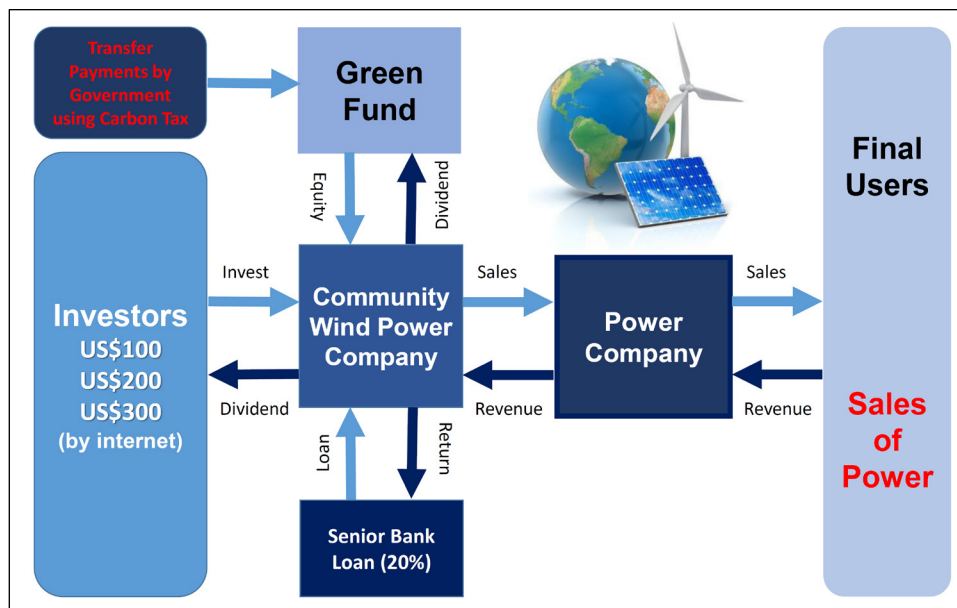 Transfer
Payments by
Government
using Carbon Tax
Green
Fund
Equity
Dividend
Investors
US$100
US$200
US$300
(by internet)
Invest
Dividend
Community
Wind Power
Company
Sales
Revenue
Power
Company
Sales
Revenue
Final
Users
Sales
of
Power
Loan
Return
Senior Bank
Loan (20%)